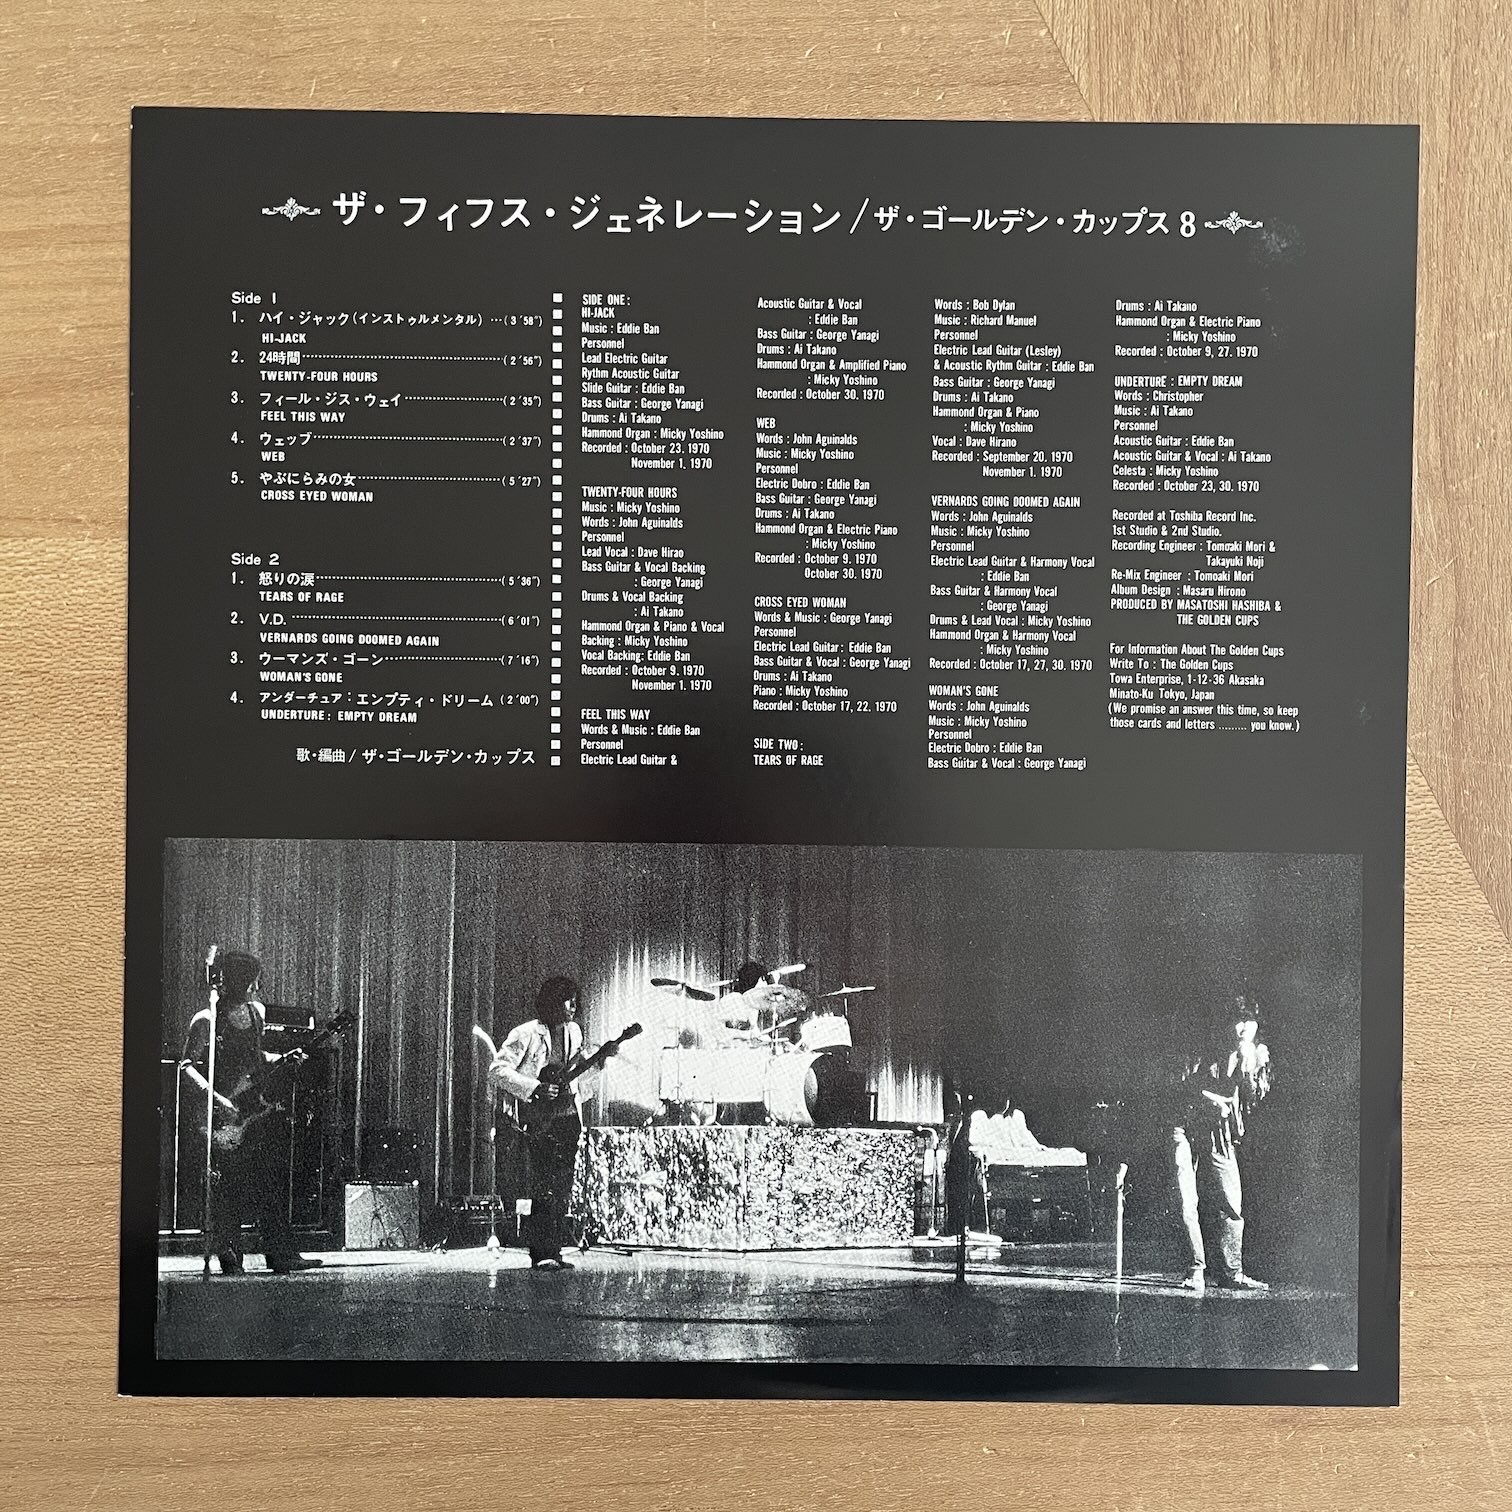 ザ・フィフス・ジェネレーション/ザ・ゴールデン・カップス 8
Side 1
1. ハイ・ジャック(インストゥルメンタル) …(3′58″)
HI-JACK
2. 24時間……………………………(2′56″)
TWENTY-FOUR HOURS
3. フィール・ジス・ウェイ……………(2′35″)
FEEL THIS WAY
4. ウェッブ……………………………(2′37″)
WEB
5. やぶにらみの女……………………(5′27″)
CROSS EYED WOMAN
Side 2
1. 怒りの涙……………………………(5′36″)
TEARS OF RAGE
2. V.D. ………………………………(6′01″)
VERNARDS GOING DOOMED AGAIN
3. ウーマンズ・ゴーン………………(7′16″)
WOMAN'S GONE
4. アンダーチュア：エンプティ・ドリーム (2′00″)
UNDERTURE : EMPTY DREAM
歌・編曲/ザ・ゴールデン・カップス
SIDE ONE :
HI-JACK
Music : Eddie Ban
Personnel
Lead Electric Guitar
Rythm Acoustic Guitar
Slide Guitar : Eddie Ban
Bass Guitar : George Yanagi
Drums : Ai Takano
Hammond Organ : Micky Yoshino
Recorded : October 23. 1970
November 1. 1970
TWENTY-FOUR HOURS
Music : Micky Yoshino
Words : John Aguinalds
Personnel
Lead Vocal : Dave Hirao
Bass Guitar & Vocal Backing
: George Yanagi
Drums & Vocal Backing
: Ai Takano
Hammond Organ & Piano & Vocal
Backing : Micky Yoshino
Vocal Backing: Eddie Ban
Recorded : October 9. 1970
November 1. 1970
FEEL THIS WAY
Words & Music : Eddie Ban
Personnel
Electric Lead Guitar &
Acoustic Guitar & Vocal
: Eddie Ban
Bass Guitar : George Yanagi
Drums : Ai Takano
Hammond Organ & Amplified Piano
: Micky Yoshino
Recorded : October 30. 1970
WEB
Words : John Aguinalds
Music : Micky Yoshino
Personnel
Electric Dobro : Eddie Ban
Bass Guitar : George Yanagi
Drums : Ai Takano
Hammond Organ & Electric Piano
: Micky Yoshino
Recorded : October 9. 1970
October 30. 1970
CROSS EYED WOMAN
Words & Music : George Yanagi
Personnel
Electric Lead Guitar : Eddie Ban
Bass Guitar & Vocal : George Yanagi
Drums : Ai Takano
Piano : Micky Yoshino
Recorded : October 17, 22. 1970
SIDE TWO :
TEARS OF RAGE
Words : Bob Dylan
Music : Richard Manuel
Personnel
Electric Lead Guitar (Lesley)
& Acoustic Rythm Guitar : Eddie Ban
Bass Guitar : George Yanagi
Drums : Ai Takano
Hammond Organ & Piano
: Micky Yoshino
Vocal : Dave Hirano
Recorded : September 20. 1970
November 1. 1970
VERNARDS GOING DOOMED AGAIN
Words : John Aguinalds
Music : Micky Yoshino
Personnel
Electric Lead Guitar & Harmony Vocal
: Eddie Ban
Bass Guitar & Harmony Vocal
: George Yanagi
Drums & Lead Vocal : Micky Yoshino
Hammond Organ & Harmony Vocal
: Micky Yoshino
Recorded : October 17, 27, 30. 1970
WOMAN'S GONE
Words : John Aguinalds
Music : Micky Yoshino
Personnel
Electric Dobro : Eddie Ban
Bass Guitar & Vocal : George Yanagi
Drums : Ai Takano
Hammond Organ & Electric Piano
: Micky Yoshino
Recorded : October 9, 27. 1970
UNDERTURE : EMPTY DREAM
Words : Christopher
Music : Ai Takano
Personnel
Acoustic Guitar : Eddie Ban
Acoustic Guitar & Vocal : Ai Takano
Celesta : Micky Yoshino
Recorded : October 23, 30. 1970
Recorded at Toshiba Record Inc.
1st Studio & 2nd Studio.
Recording Engineer : Tomoaki Mori &
Takayuki Noji
Re-Mix Engineer : Tomoaki Mori
Album Design : Masaru Hirono
PRODUCED BY MASATOSHI HASHIBA &
THE GOLDEN CUPS
For Information About The Golden Cups
Write To : The Golden Cups
Towa Enterprise, 1-12-36 Akasaka
Minato-Ku Tokyo, Japan
(We promise an answer this time, so keep
those cards and letters ......... you know.)